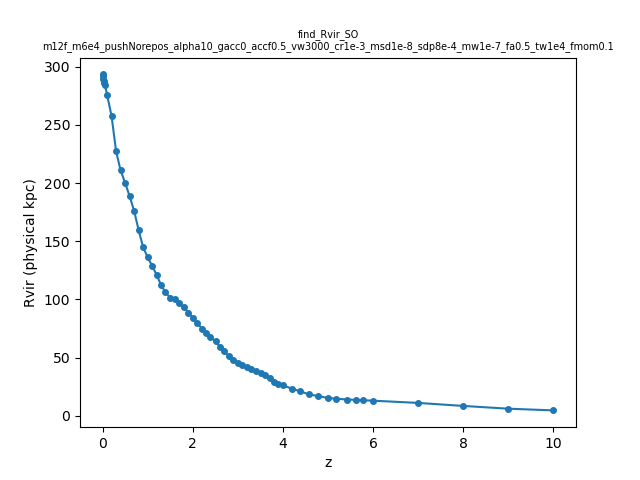 find_Rvir_SO
m12f_m6e4_pushNorepos_alpha10_gacc0_accf0.5_vw3000_cr1e-3_msd1e-8_sdp8e-4_mw1e-7_fa0.5_tw1e4_fmom0.1
300
250
200
150
100
50
0
Rvir (physical kpc)
0 2 4 6 8 10
z